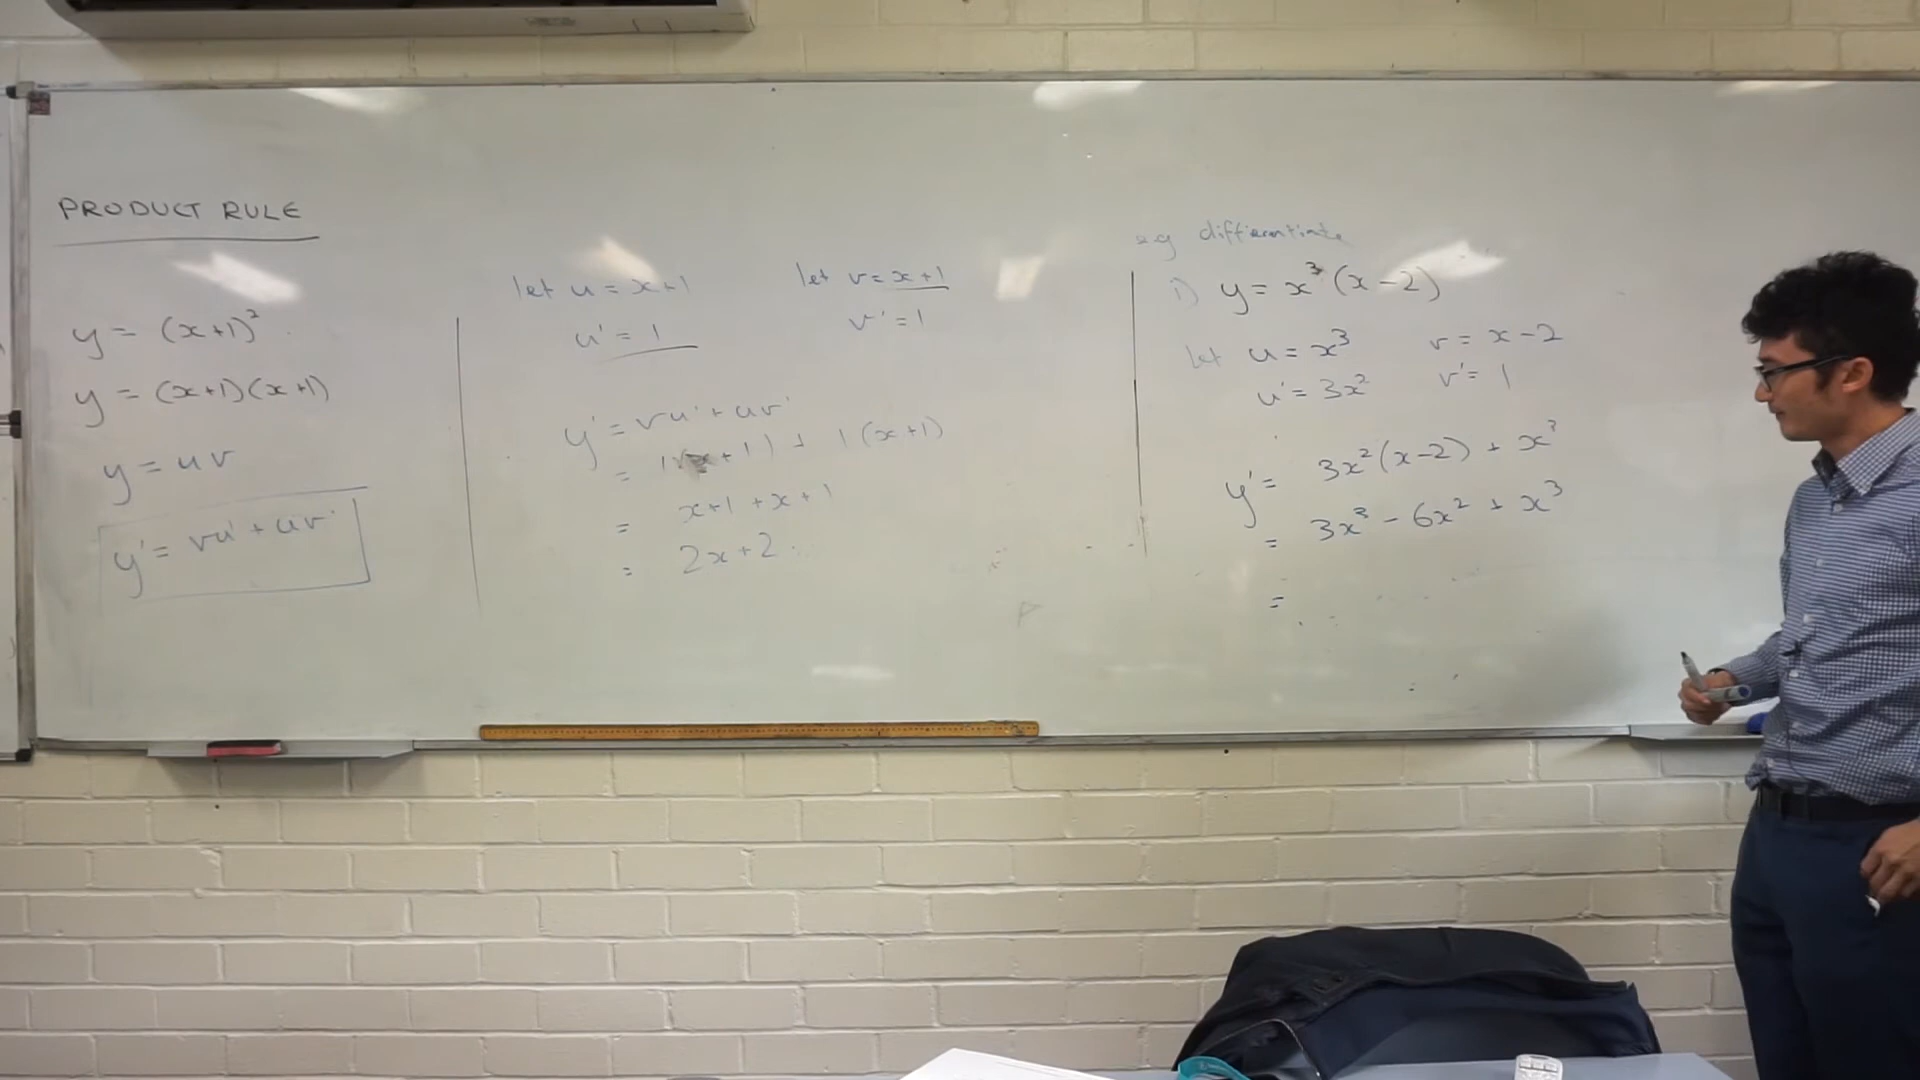 PRODUCT RULE
y = (x+1)²
y = (x+1)(x+1)
y = uv
y' = vu' + uv'
let u = x+1
let v = x+1
u' = 1
v' = 1
y' = vu' + uv'
= 1(x+1) + 1(x+1)
= x+1 + x+1
= 2x+2
eg differentiate
i) y = x³(x-2)
let u = x³
v = x-2
u' = 3x²
v' = 1
y' = 3x²(x-2) + x³
= 3x³ - 6x² + x³
=